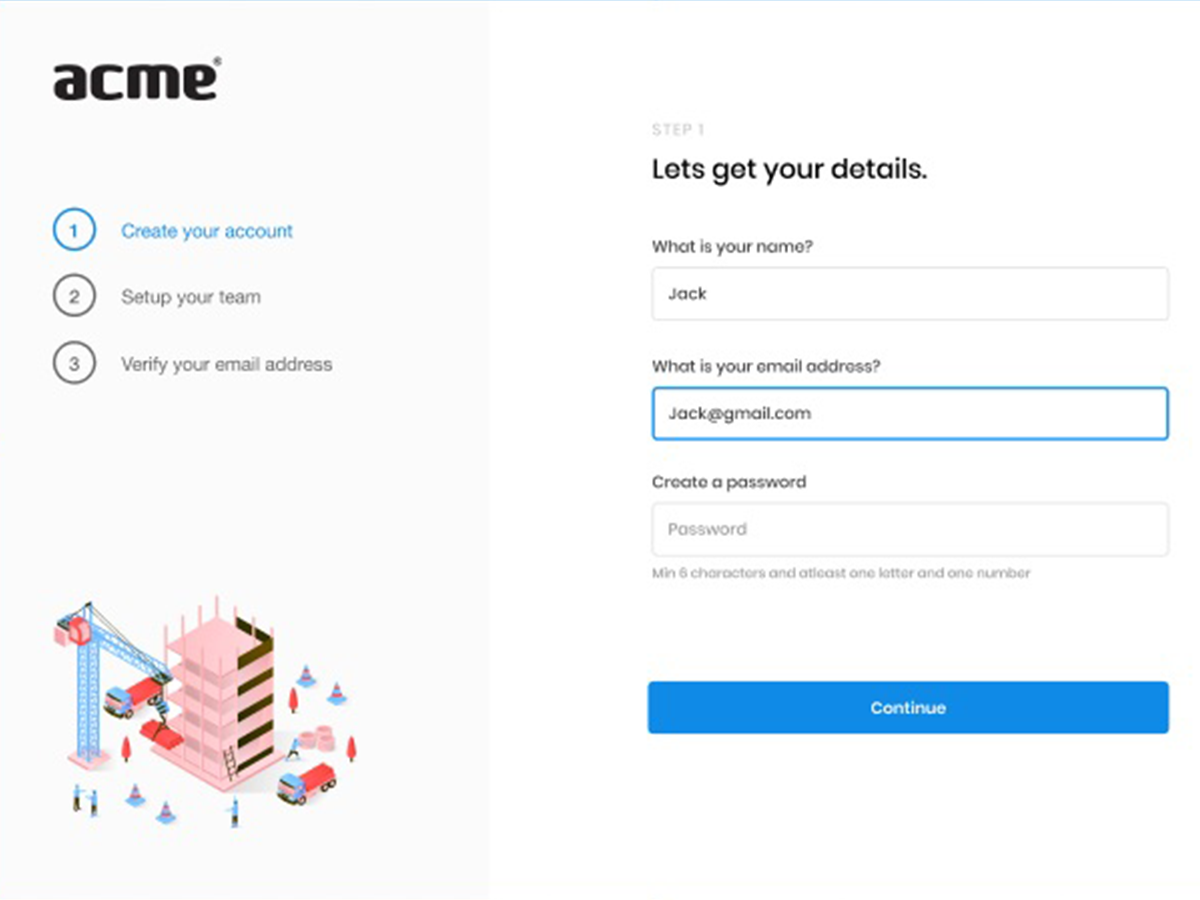 acme®
1 Create your account
2 Setup your team
3 Verify your email address
STEP 1
Lets get your details.
What is your name?
Jack
What is your email address?
Jack@gmail.com
Create a password
Password
Min 6 characters and atleast one letter and one number
Continue